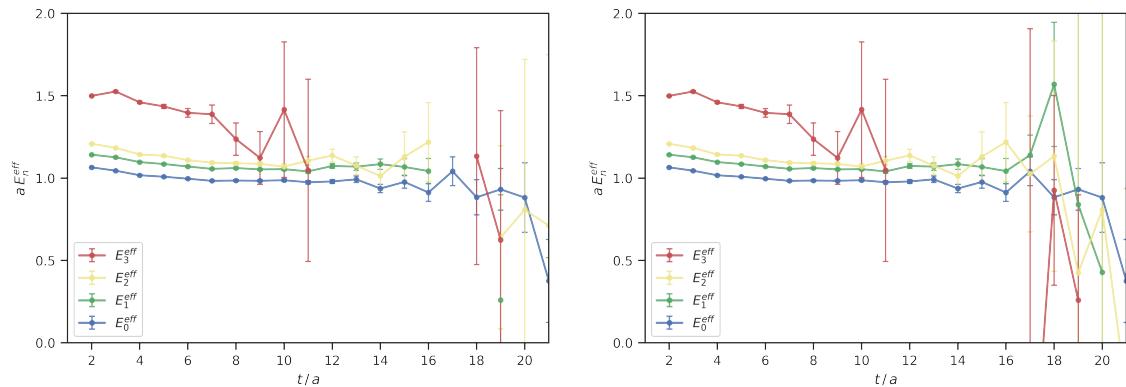 2.0
1.5
1.0
0.5
0.0
a E_n^{eff}
E_3^{eff}
E_2^{eff}
E_1^{eff}
E_0^{eff}
2 4 6 8 10 12 14 16 18 20
t / a
2.0
1.5
1.0
0.5
0.0
a E_n^{eff}
E_3^{eff}
E_2^{eff}
E_1^{eff}
E_0^{eff}
2 4 6 8 10 12 14 16 18 20
t / a